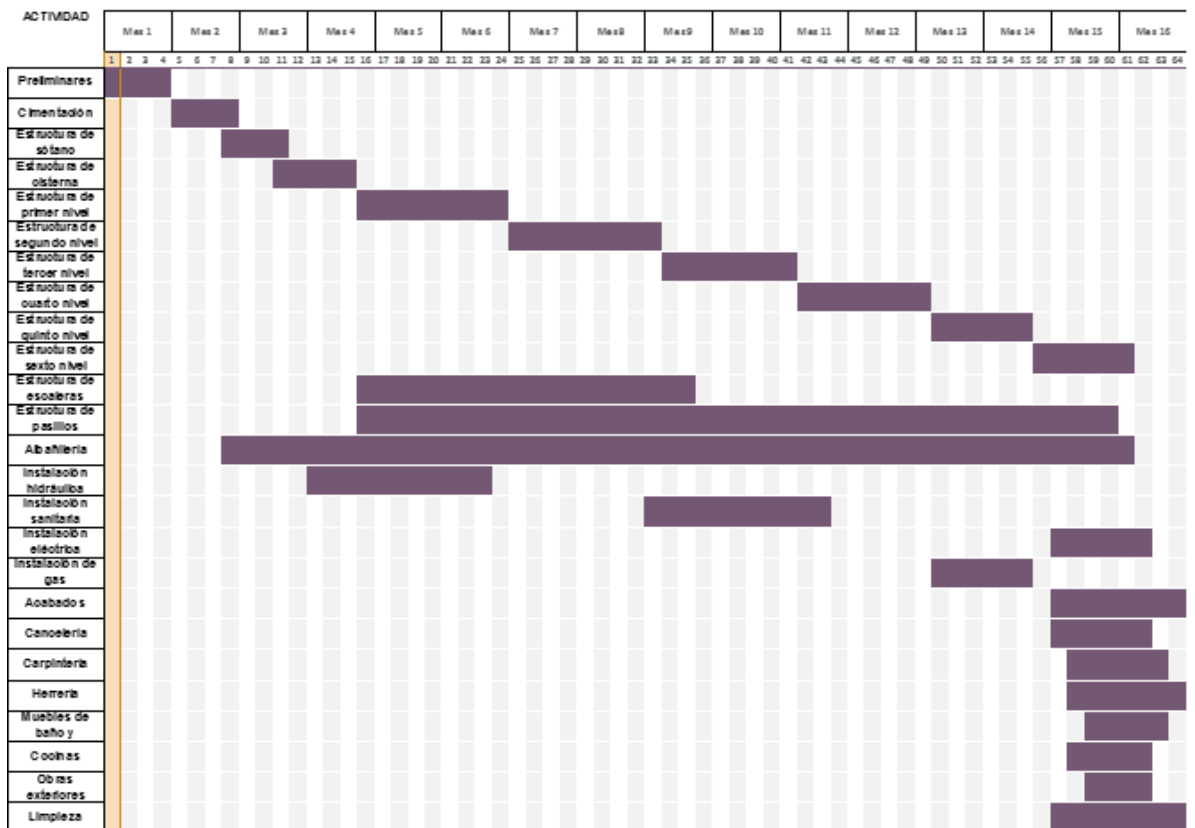 ACTIVIDAD
Mes 1 Mes 2 Mes 3 Mes 4 Mes 5 Mes 6 Mes 7 Mes 8 Mes 9 Mes 10 Mes 11 Mes 12 Mes 13 Mes 14 Mes 15 Mes 16
1 2 3 4 5 6 7 8 9 10 11 12 13 14 15 16 17 18 19 20 21 22 23 24 25 26 27 28 29 30 31 32 33 34 35 36 37 38 39 40 41 42 43 44 45 46 47 48 49 50 51 52 53 54 55 56 57 58 59 60 61 62 63 64
Preliminares
Cimentación
Estructura de
sótano
Estructura de
cisterna
Estructura de
primer nivel
Estructura de
segundo nivel
Estructura de
tercer nivel
Estructura de
cuarto nivel
Estructura de
quinto nivel
Estructura de
sexto nivel
Estructura de
escaleras
Estructura de
pasillos
Albañilería
Instalación
hidráulica
Instalación
sanitaria
Instalación
eléctrica
Instalación de
gas
Acabados
Cancelería
Carpintería
Herrería
Muebles de
baño y
Cocinas
Obras
exteriores
Limpieza